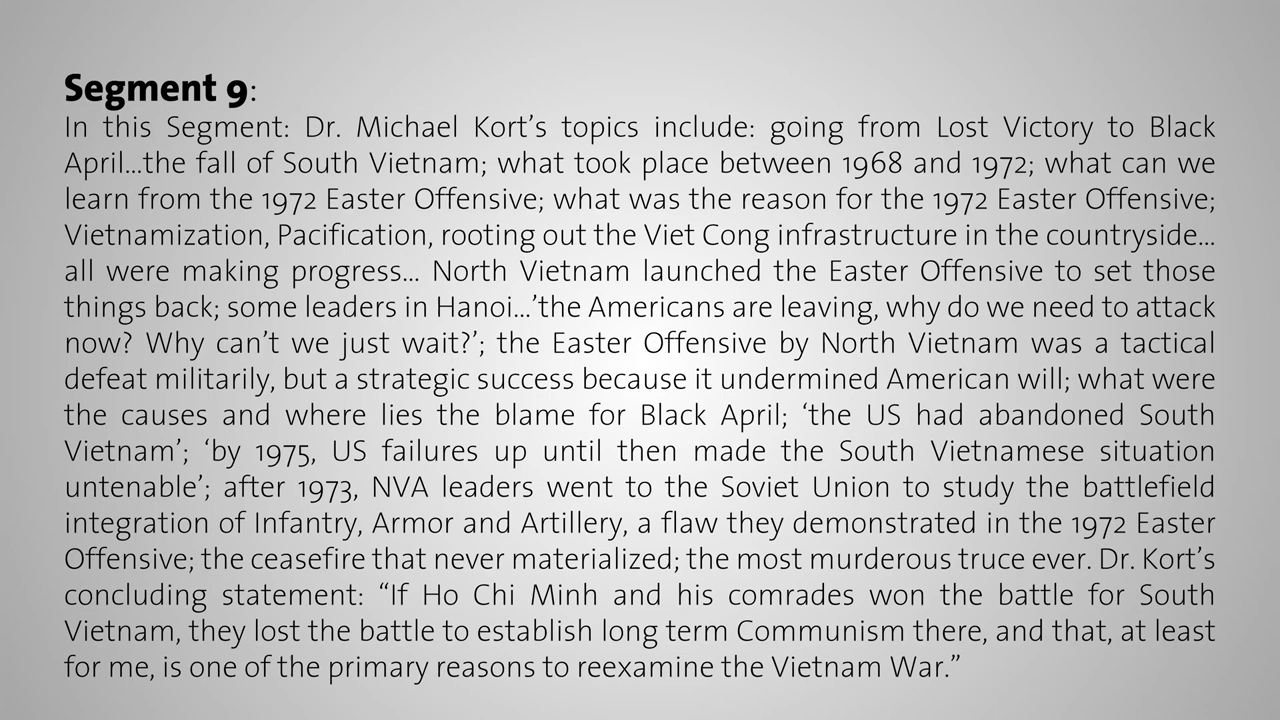 Segment 9:
In this Segment: Dr. Michael Kort’s topics include: going from Lost Victory to Black
April...the fall of South Vietnam; what took place between 1968 and 1972; what can we
learn from the 1972 Easter Offensive; what was the reason for the 1972 Easter Offensive;
Vietnamization, Pacification, rooting out the Viet Cong infrastructure in the countryside...
all were making progress... North Vietnam launched the Easter Offensive to set those
things back; some leaders in Hanoi...’the Americans are leaving, why do we need to attack
now? Why can’t we just wait?’; the Easter Offensive by North Vietnam was a tactical
defeat militarily, but a strategic success because it undermined American will; what were
the causes and where lies the blame for Black April; ‘the US had abandoned South
Vietnam’; ‘by 1975, US failures up until then made the South Vietnamese situation
untenable’; after 1973, NVA leaders went to the Soviet Union to study the battlefield
integration of Infantry, Armor and Artillery, a flaw they demonstrated in the 1972 Easter
Offensive; the ceasefire that never materialized; the most murderous truce ever. Dr. Kort’s
concluding statement: “If Ho Chi Minh and his comrades won the battle for South
Vietnam, they lost the battle to establish long term Communism there, and that, at least
for me, is one of the primary reasons to reexamine the Vietnam War.”